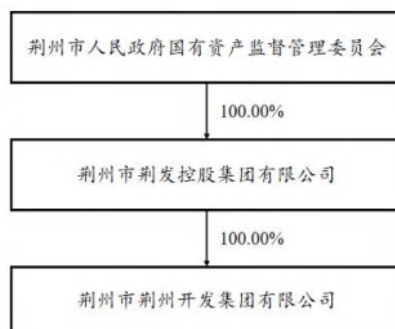 荆州市人民政府国有资产监督管理委员会
100.00%
荆州市荆发控股集团有限公司
100.00%
荆州市荆州开发集团有限公司